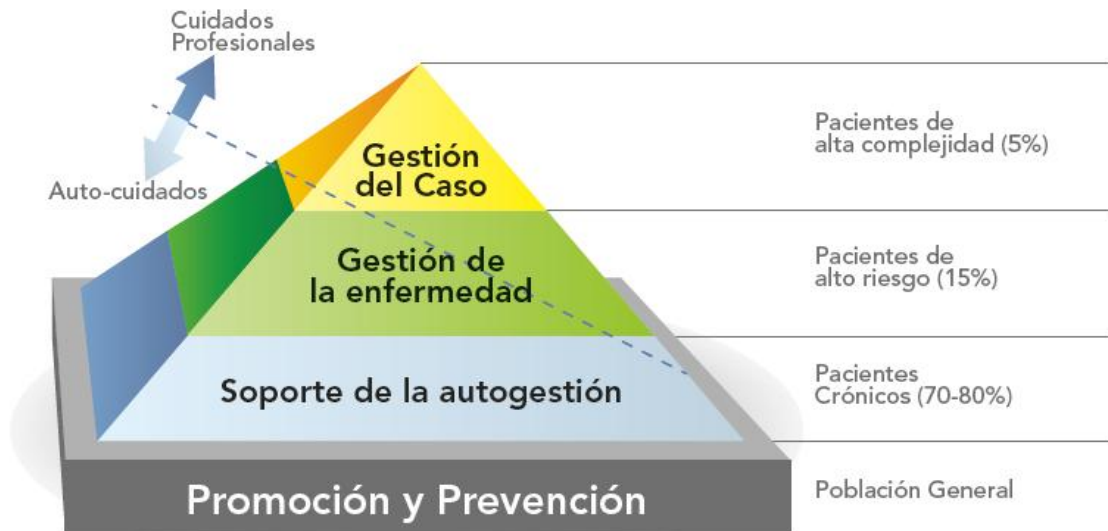 Cuidados
Profesionales
Auto-cuidados
Gestión
del Caso
Pacientes de
alta complejidad (5%)
Gestión de
la enfermedad
Pacientes de
alto riesgo (15%)
Soporte de la autogestión
Pacientes
Crónicos (70-80%)
Promoción y Prevención
Población General